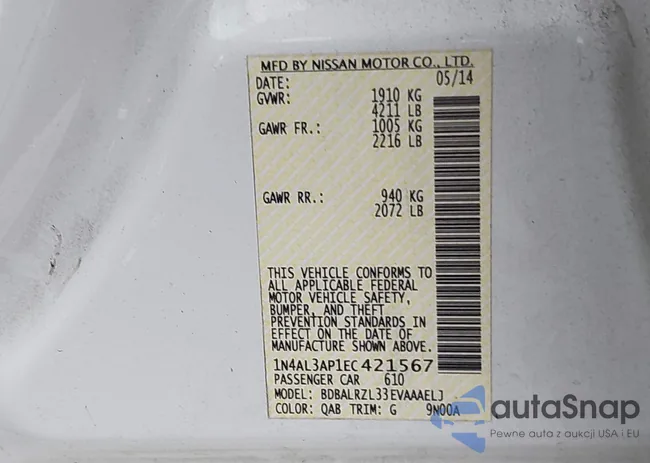 MFD BY NISSAN MOTOR CO., LTD.
DATE: 05/14
GVWR: 1910 KG
4211 LB
GAWR FR.: 1005 KG
2216 LB
GAWR RR.: 940 KG
2072 LB
THIS VEHICLE CONFORMS TO
ALL APPLICABLE FEDERAL
MOTOR VEHICLE SAFETY,
BUMPER, AND THEFT
PREVENTION STANDARDS IN
EFFECT ON THE DATE OF
MANUFACTURE SHOWN ABOVE.
1N4AL3AP1EC421567
PASSENGER CAR 610
MODEL: BDBALRZL33EVAAAELJ
COLOR: QAB TRIM: G 9N00A
autaSnap
Pewne auta z aukcji USA i EU